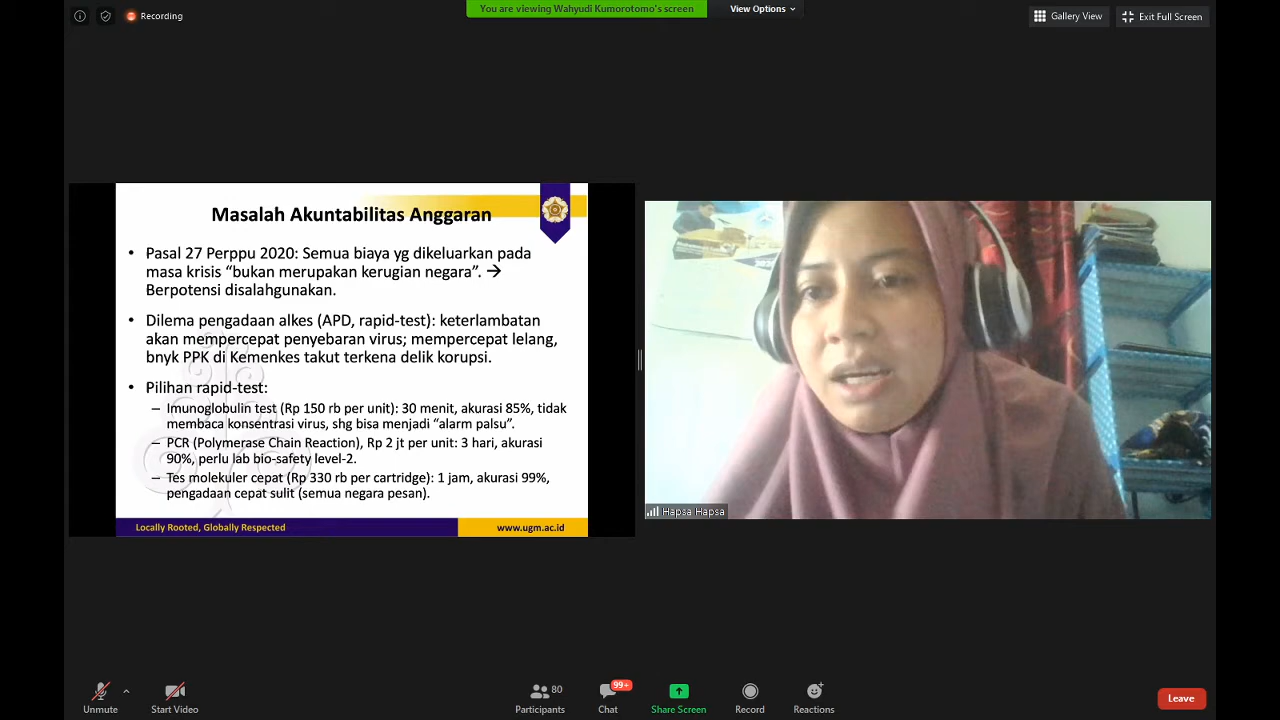 Recording
You are viewing Wahyudi Kumorotomo's screen
View Options
Gallery View
Exit Full Screen
Masalah Akuntabilitas Anggaran
• Pasal 27 Perppu 2020: Semua biaya yg dikeluarkan pada
masa krisis “bukan merupakan kerugian negara”. →
Berpotensi disalahgunakan.
• Dilema pengadaan alkes (APD, rapid-test): keterlambatan
akan mempercepat penyebaran virus; mempercepat lelang,
bnyk PPK di Kemenkes takut terkena delik korupsi.
• Pilihan rapid-test:
– Imunoglobulin test (Rp 150 rb per unit): 30 menit, akurasi 85%, tidak
membaca konsentrasi virus, shg bisa menjadi “alarm palsu”.
– PCR (Polymerase Chain Reaction), Rp 2 jt per unit: 3 hari, akurasi
90%, perlu lab bio-safety level-2.
– Tes molekuler cepat (Rp 330 rb per cartridge): 1 jam, akurasi 99%,
pengadaan cepat sulit (semua negara pesan).
Locally Rooted, Globally Respected
www.ugm.ac.id
Hapsa Hapsa
Unmute
Start Video
80
Participants
99+
Chat
Share Screen
Record
Reactions
Leave